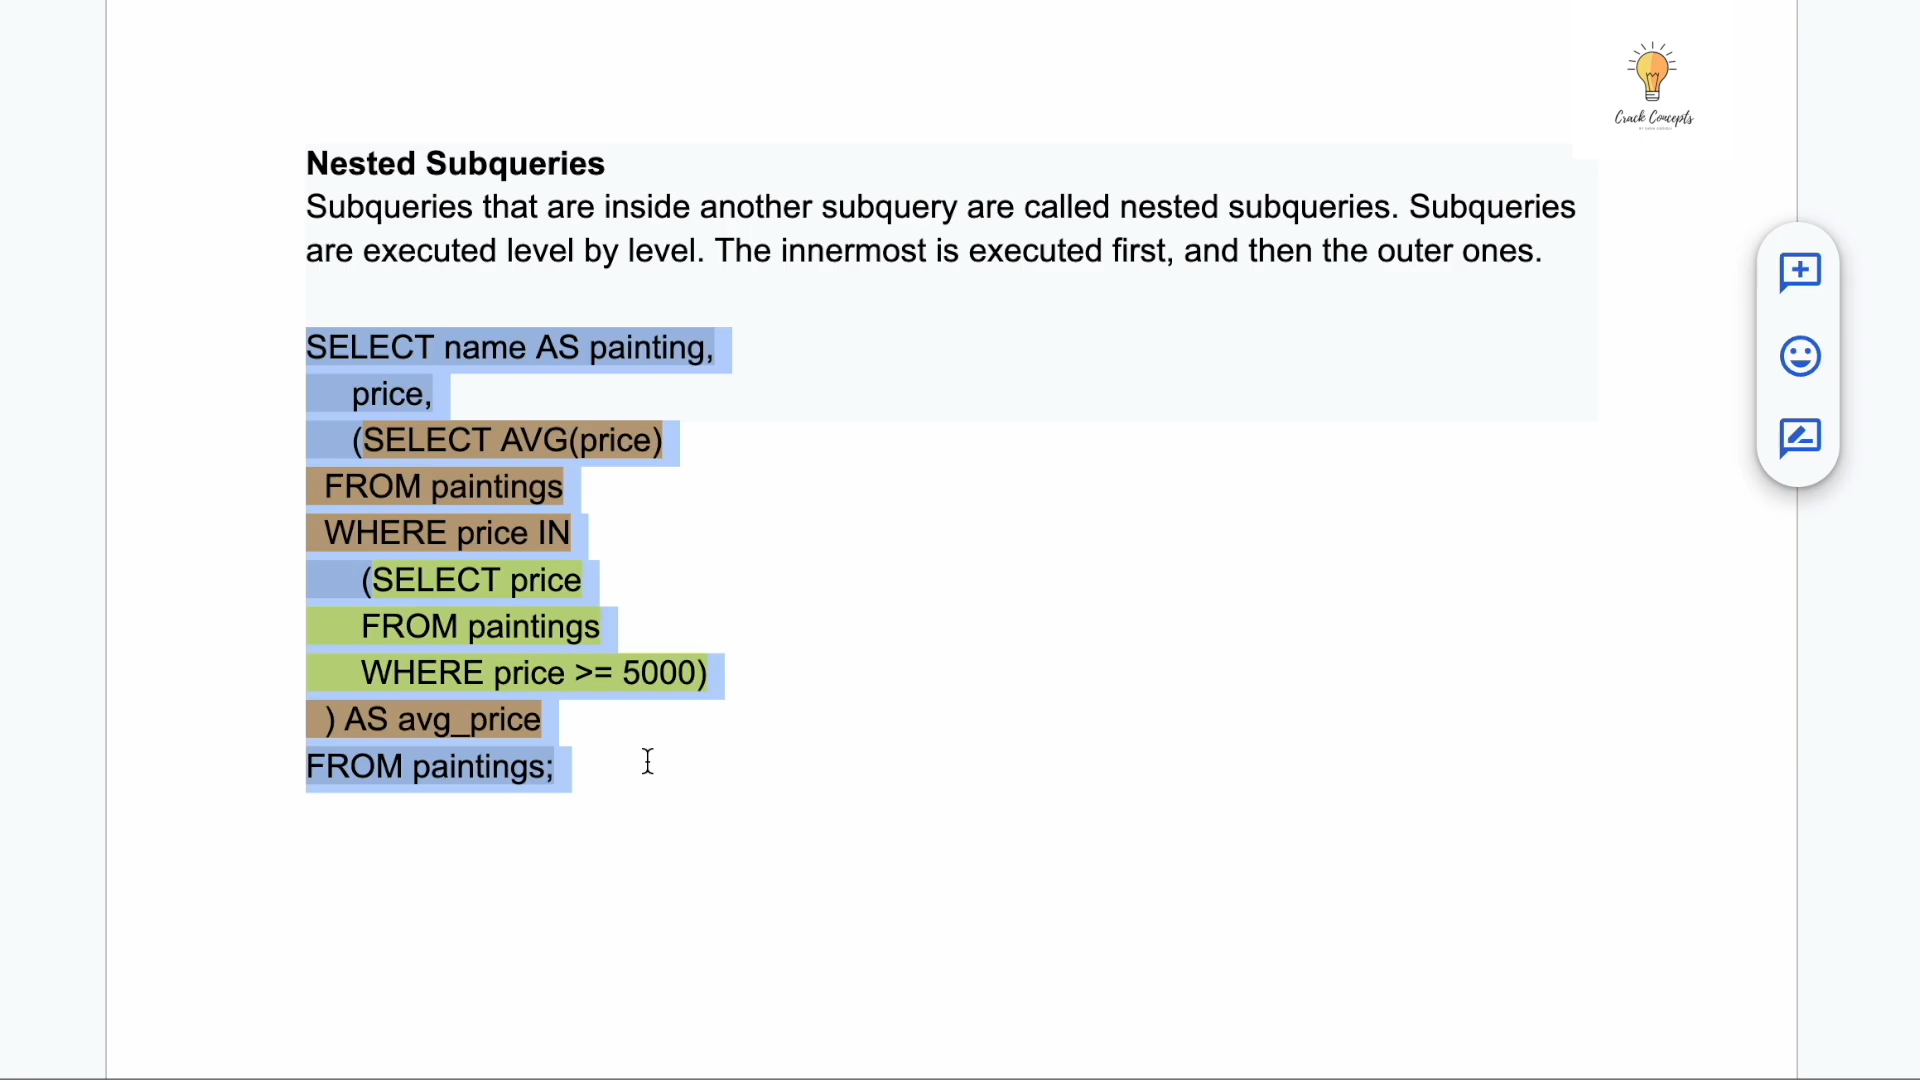 Crack Concepts
Nested Subqueries
Subqueries that are inside another subquery are called nested subqueries. Subqueries
are executed level by level. The innermost is executed first, and then the outer ones.
SELECT name AS painting,
price,
(SELECT AVG(price)
FROM paintings
WHERE price IN
(SELECT price
FROM paintings
WHERE price >= 5000)
) AS avg_price
FROM paintings;